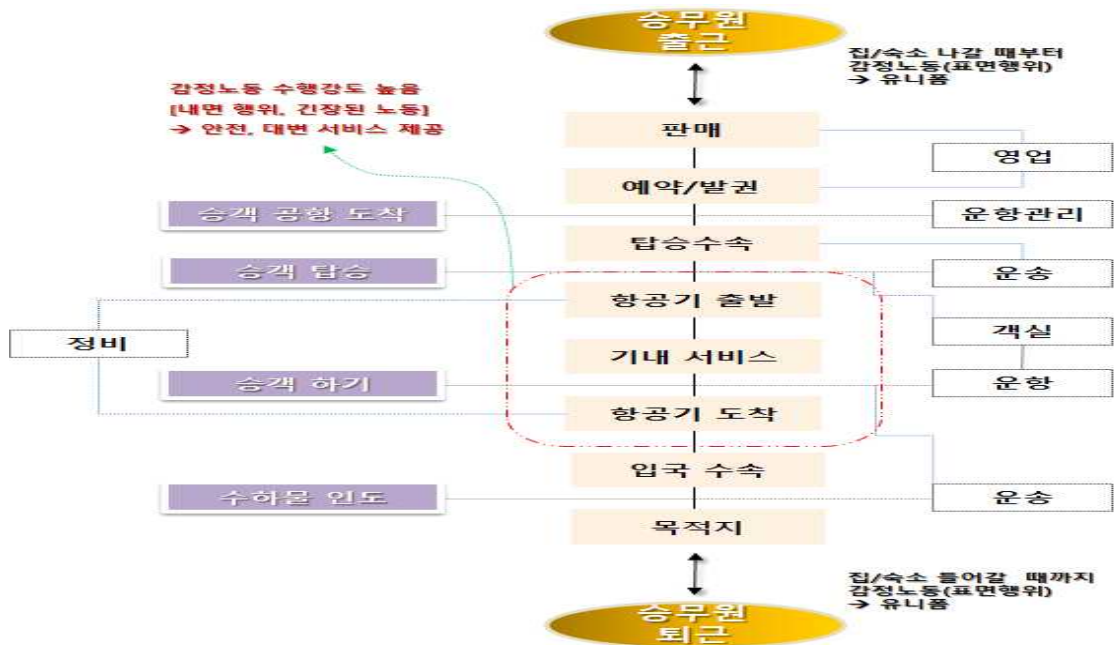 승무원
출근
집/숙소 나갈 때부터
감정노동(표면행위)
→ 유니폼
감정노동 수행강도 높음
[내면 행위, 긴장된 노동]
→ 안전, 대변 서비스 제공
판매
영업
예약/발권
승객 공항 도착
운항관리
탑승수속
승객 탑승
운송
항공기 출발
정비
객실
기내 서비스
승객 하기
운항
항공기 도착
입국 수속
수하물 인도
운송
목적지
집/숙소 들어갈 때까지
감정노동(표면행위)
→ 유니폼
승무원
퇴근